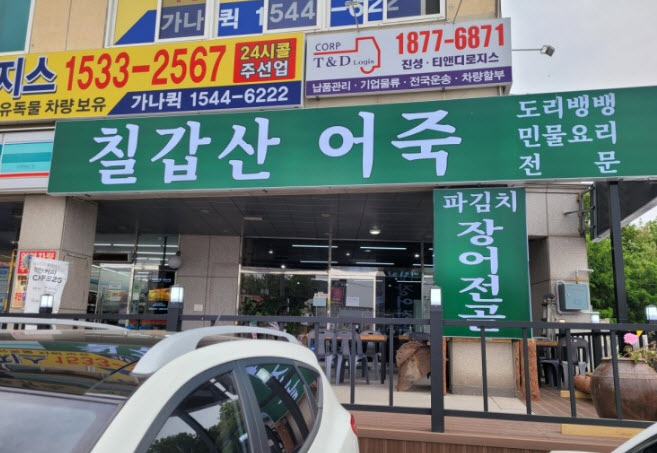 가나퀵 1544-6222
지스 1533-2567 24시콜
주선업
유독물 차량 보유 가나퀵 1544-6222
CORP
T&D Logis
1877-6871
진성·티앤디로지스
납품관리·기업물류·전국운송·차량할부
칠갑산 어죽
도리뱅뱅
민물요리
전문
파김치
장어전골
CAFE25